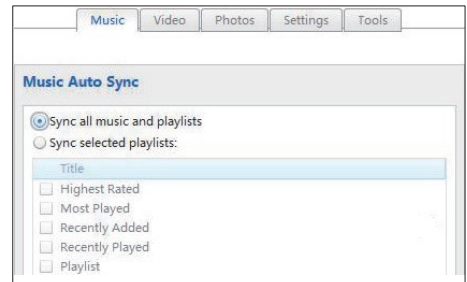 Music Video Photos Settings Tools
Music Auto Sync
Sync all music and playlists
Sync selected playlists:
Title
Highest Rated
Most Played
Recently Added
Recently Played
Playlist